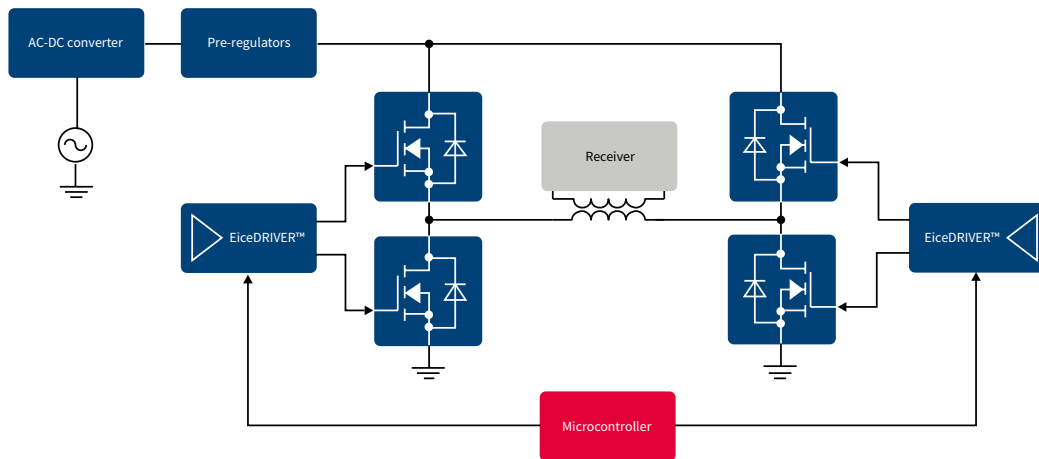 AC-DC converter
Pre-regulators
Receiver
EiceDRIVER™
EiceDRIVER™
Microcontroller